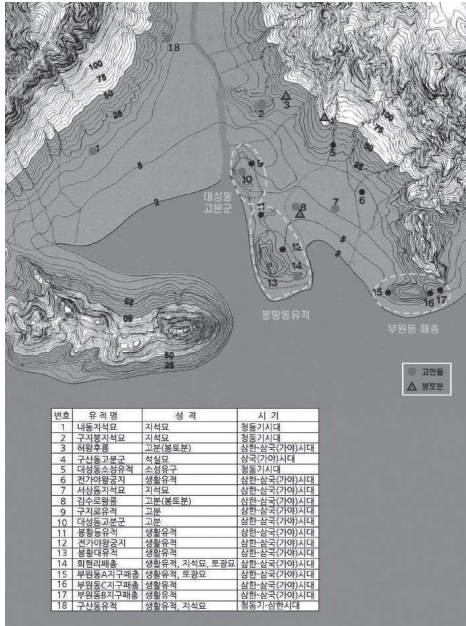 18
100
75
50
25
3
2
100
75
50
5
25
1
5
9
10
6
대성동
고분군
2
11
8
7
12
13
14
15
16
17
봉황동유적
부원동 패총
25
50
50
25
고인돌
봉토분
번호 유적명 성격 시기
1 내동지석묘 지석묘 청동기시대
2 구지봉지석묘 지석묘 청동기시대
3 허왕후릉 고분(봉토분) 삼한-삼국(가야)시대
4 구산동고분군 석실묘 삼국(가야)시대
5 대성동소성유적 소성유구 청동기시대
6 전가야왕궁지 생활유적 삼한-삼국(가야)시대
7 서상동지석묘 지석묘 청동기시대
8 김수로왕릉 고분(봉토분) 삼한-삼국(가야)시대
9 구지로유적 고분 삼한-삼국(가야)시대
10 대성동고분군 고분 삼한-삼국(가야)시대
11 봉황동유적 생활유적 삼한-삼국(가야)시대
12 전가야왕궁지 생활유적 삼한-삼국(가야)시대
13 봉황대유적 생활유적 삼한-삼국(가야)시대
14 회현리패총 생활유적, 지석묘, 토광묘 삼한-삼국(가야)시대
15 부원동A지구패총 생활유적, 토광묘 삼한-삼국(가야)시대
16 부원동C지구패총 생활유적 삼한-삼국(가야)시대
17 부원동B지구패총 생활유적 삼한-삼국(가야)시대
18 구산동유적 생활유적, 지석묘 청동기-삼한시대